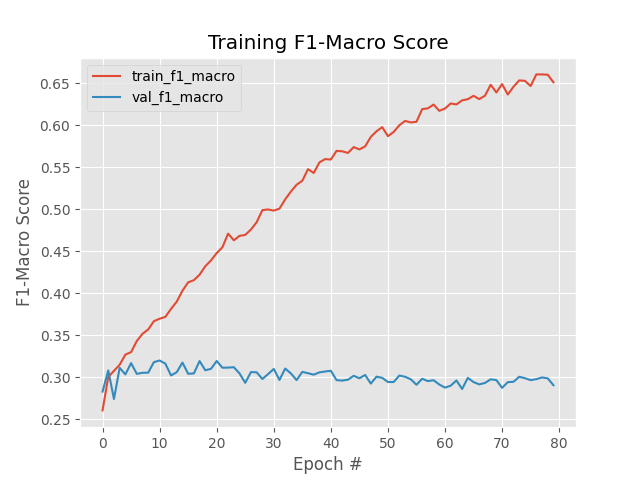 Training F1-Macro Score
train_f1_macro
val_f1_macro
F1-Macro Score
0.65
0.60
0.55
0.50
0.45
0.40
0.35
0.30
0.25
0 10 20 30 40 50 60 70 80
Epoch #